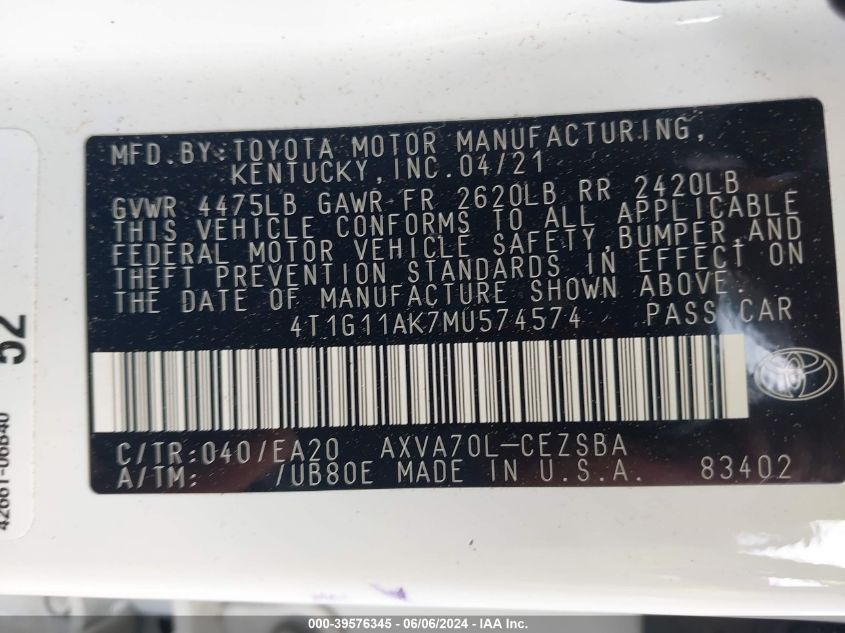 MFD.BY:TOYOTA MOTOR MANUFACTURING,
KENTUCKY,INC.04/21
GVWR 4475LB GAWR FR 2620LB RR 2420LB
THIS VEHICLE CONFORMS TO ALL APPLICABLE
FEDERAL MOTOR VEHICLE SAFETY,BUMPER,AND
THEFT PREVENTION STANDARDS IN EFFECT ON
THE DATE OF MANUFACTURE SHOWN ABOVE.
4T1G11AK7MU574574 PASS CAR
C/TR:040/EA20 AXVA70L-CEZSBA
A/TM: /UB80E MADE IN U.S.A. 83402
52
42661-06B40
000-39576345 | 06/06/2024 - IAA Inc.